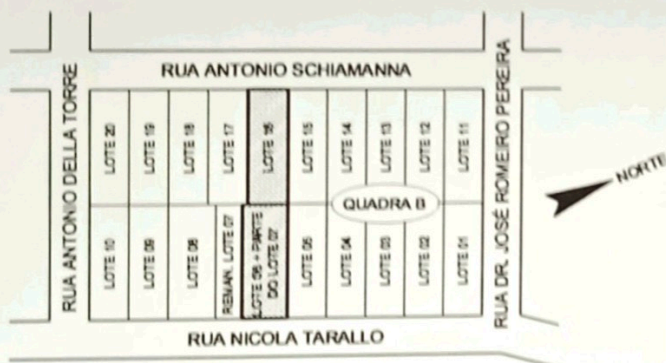 RUA ANTONIO SCHIAMANNA
RUA ANTONIO DELLA TORRE
LOTE 20
LOTE 19
LOTE 18
LOTE 17
LOTE 16
LOTE 15
LOTE 14
LOTE 13
LOTE 12
LOTE 11
RUA DR. JOSÉ ROMEIRO PEREIRA
NORTE
QUADRA B
LOTE 10
LOTE 09
LOTE 08
REMAN. LOTE 07
LOTE 06 + PARTE
DO LOTE 07
LOTE 05
LOTE 04
LOTE 03
LOTE 02
LOTE 01
RUA NICOLA TARALLO